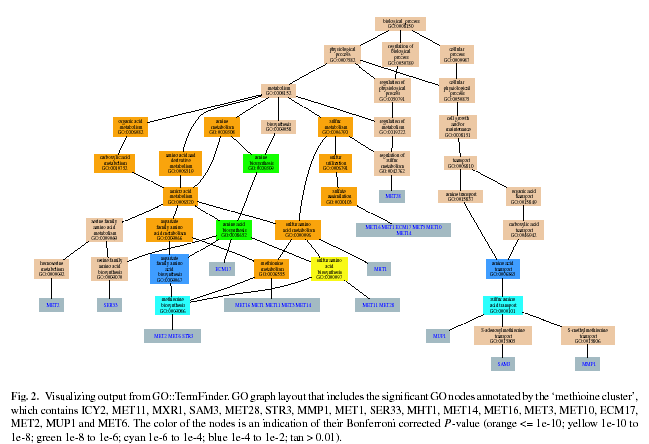 biological_process
GO:0008150
physiological
process
GO:0007582
regulation of
biological
process
GO:0050789
cellular
process
GO:0009987
regulation of
physiological
process
GO:0050791
cellular
physiological
process
GO:0050875
metabolism
GO:0008152
organic acid
metabolism
GO:0006082
amine
metabolism
GO:0009308
biosynthesis
GO:0009058
sulfur
metabolism
GO:0006790
regulation of
metabolism
GO:0019222
cell growth
and/or
maintenance
GO:0008151
carboxylic acid
metabolism
GO:0019752
amino acid and
derivative
metabolism
GO:0006519
amine
biosynthesis
GO:0009309
sulfur
utilization
GO:0006791
regulation of
sulfur
metabolism
GO:0042762
transport
GO:0006810
amino acid
metabolism
GO:0006520
sulfate
metabolism
MET28
amine transport
GO:0015837
organic acid
transport
GO:0015849
serine family
amino acid
metabolism
GO:0009069
aspartate
family amino
acid metabolism
GO:0009066
amino acid
biosynthesis
GO:0008652
sulfur amino acid
metabolism
GO:0000096
MET16 MET1 ECM17 MET3 MET10
MET14
carboxylic acid
transport
GO:0046942
homoserine
metabolism
GO:0009092
serine family
amino acid
biosynthesis
GO:0009070
aspartate
family amino
acid
biosynthesis
GO:0009067
ECM17
methionine
metabolism
GO:0006555
sulfur amino acid
biosynthesis
GO:0000097
MHT1
amino acid
transport
GO:0006865
MET2
SER33
methionine
biosynthesis
GO:0009086
MET11 MET28
sulfur amino acid
transport
GO:0000101
MET2 MET6 STR3
MUP1
S-adenosylmethionine
transport
GO:0015805
S-methylmethionine
transport
GO:0015806
SAM3
MMP1
Fig. 2. Visualizing output from GO::TermFinder. GO graph layout that includes the significant GO nodes annotated by the ‘methioine cluster’,
which contains ICY2, MET11, MXR1, SAM3, MET28, STR3, MMP1, MET1, SER33, MHT1, MET14, MET16, MET3, MET10, ECM17,
MET2, MUP1 and MET6. The color of the nodes is an indication of their Bonferroni corrected P-value (orange <= 1e-10; yellow 1e-10 to
1e-8; green 1e-8 to 1e-6; cyan 1e-6 to 1e-4; blue 1e-4 to 1e-2; tan > 0.01).